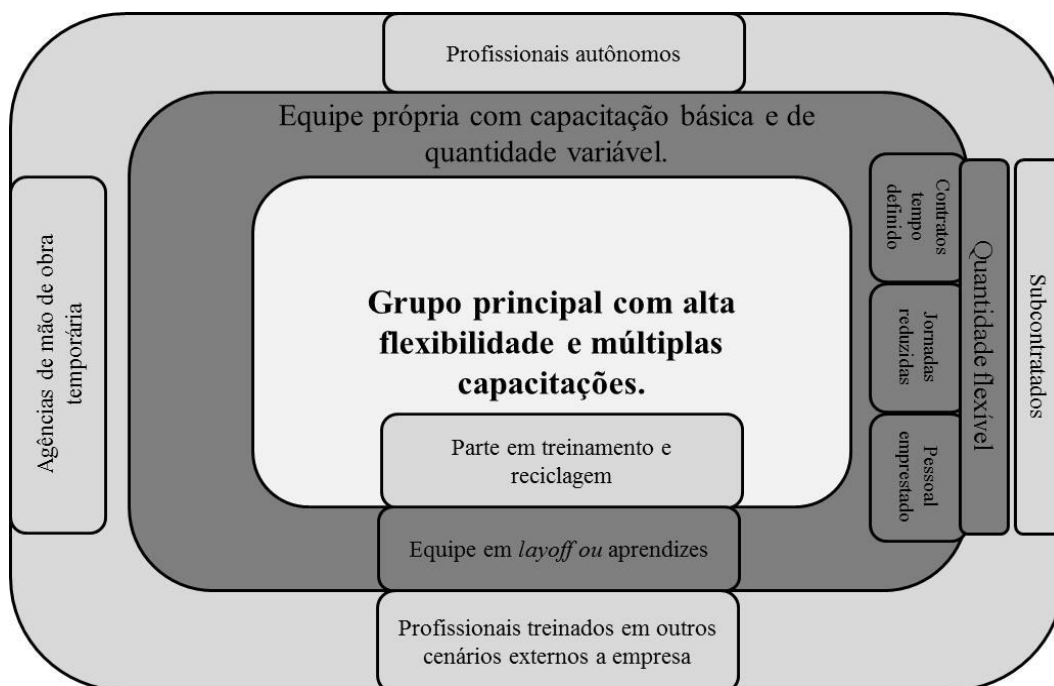 Profissionais autônomos
Equipe própria com capacitação básica e de
quantidade variável.
Agências de mão de obra
temporária
Grupo principal com alta
flexibilidade e múltiplas
capacitações.
Contratos
tempo
definido
Jornadas
reduzidas
Pessoal
emprestado
Quantidade flexível
Subcontratados
Parte em treinamento e
reciclagem
Equipe em layoff ou aprendizes
Profissionais treinados em outros
cenários externos a empresa